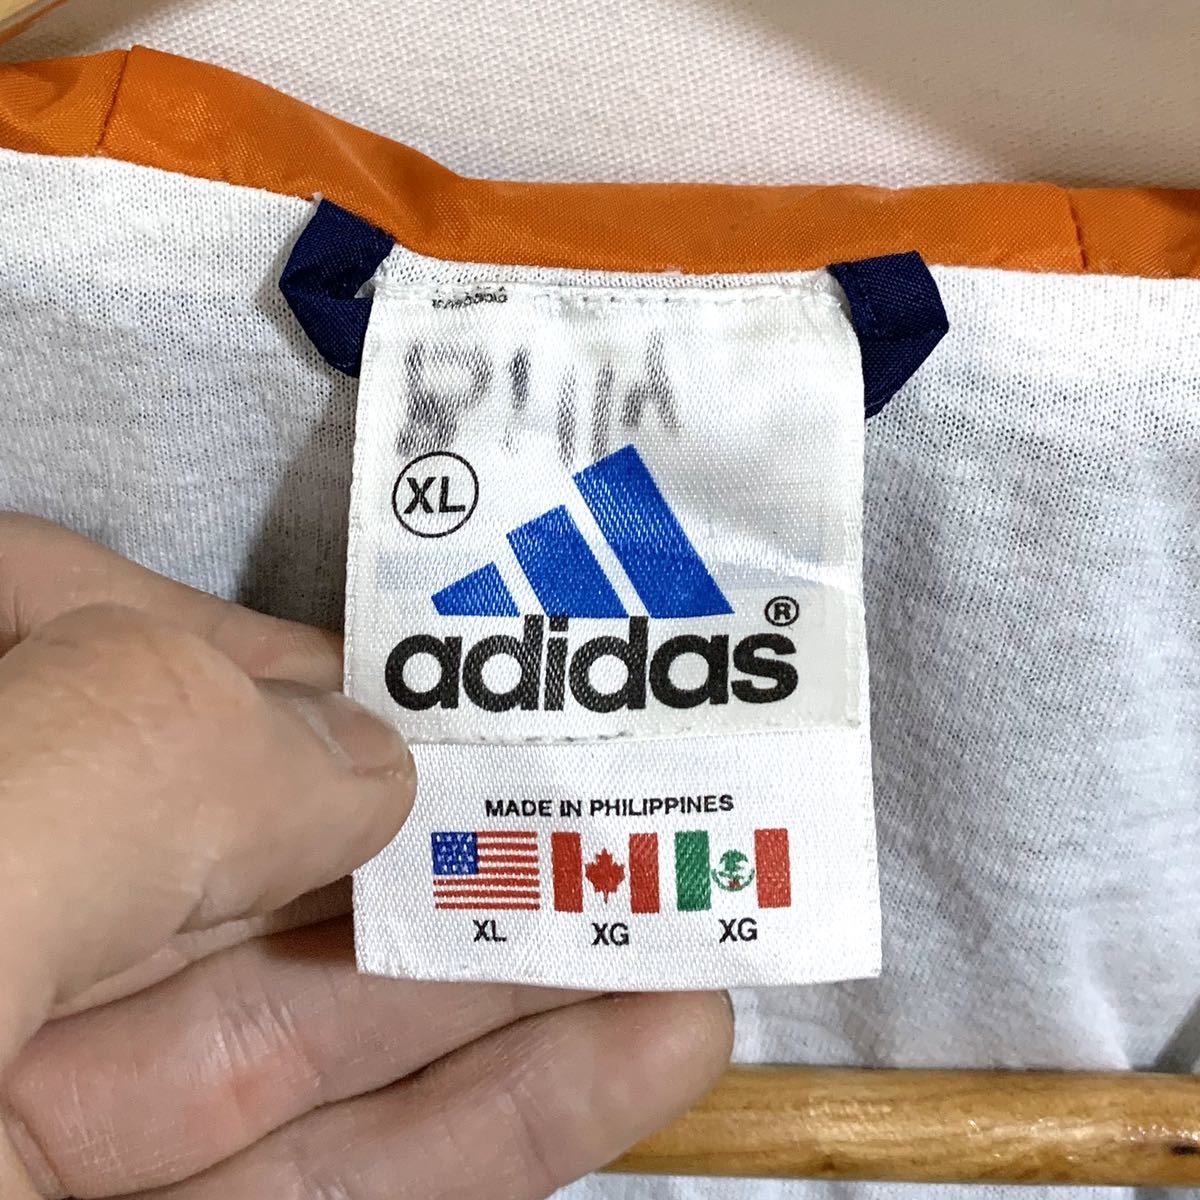 XL
adidas®
MADE IN PHILIPPINES
XL XG XG